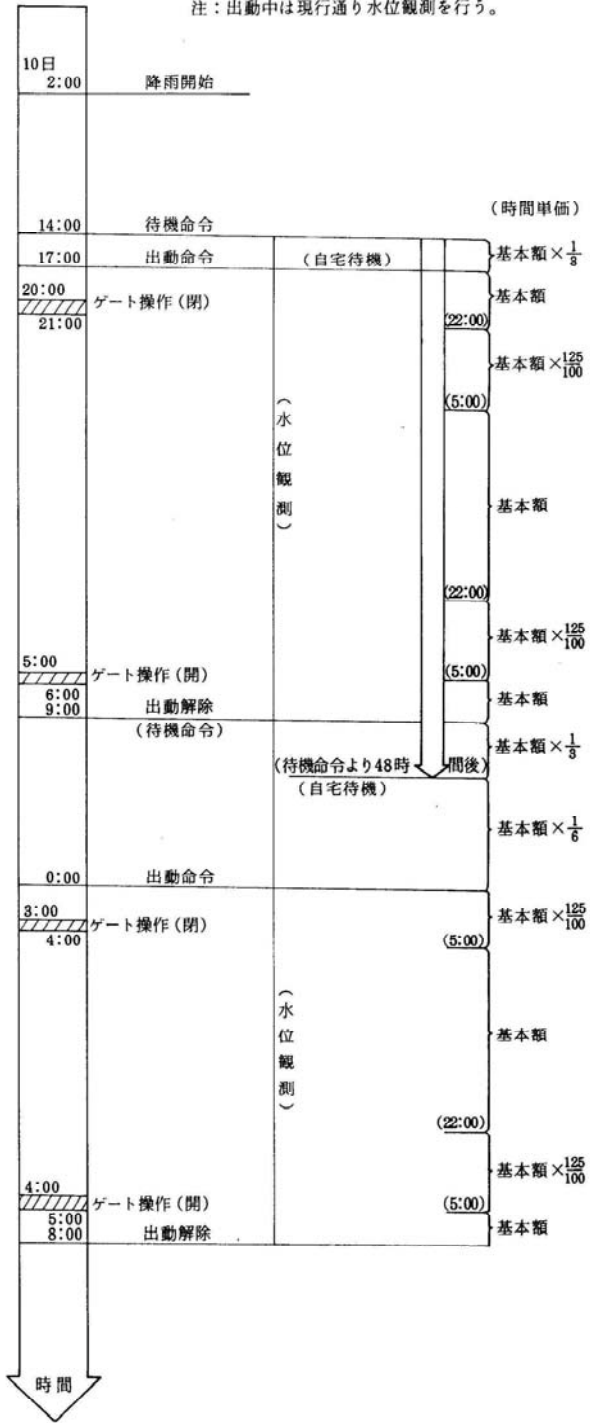 注：出動中は現行通り水位観測を行う。
10日
2:00 降雨開始
(時間単価)
14:00 待機命令
基本額×1/3
17:00 出動命令 (自宅待機)
20:00
基本額
ゲート操作(閉)
21:00
(22:00)
基本額×125/100
(5:00)
(水位観測)
基本額
(22:00)
基本額×125/100
5:00
ゲート操作(開)
(5:00)
6:00
基本額
9:00 出動解除
(待機命令)
基本額×1/3
(待機命令より48時間後)
(自宅待機)
基本額×1/6
0:00 出動命令
3:00
基本額×125/100
ゲート操作(閉)
4:00
(5:00)
(水位観測)
基本額
(22:00)
基本額×125/100
4:00
ゲート操作(開)
(5:00)
5:00
基本額
8:00 出動解除
時間